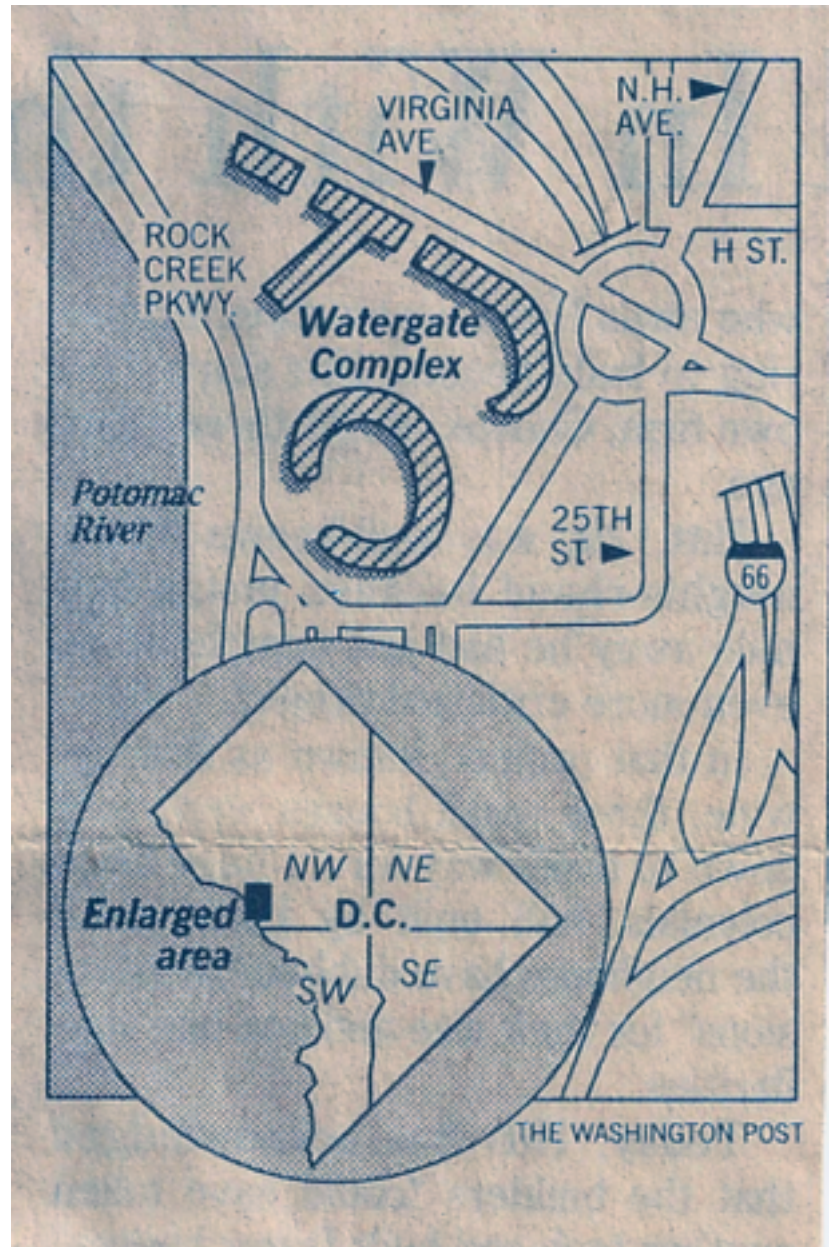 VIRGINIA
AVE.
N.H.
AVE.
ROCK
CREEK
PKWY.
H ST.
Watergate
Complex
Potomac
River
25TH
ST.
66
NW
NE
Enlarged
area
D.C.
SW
SE
THE WASHINGTON POST